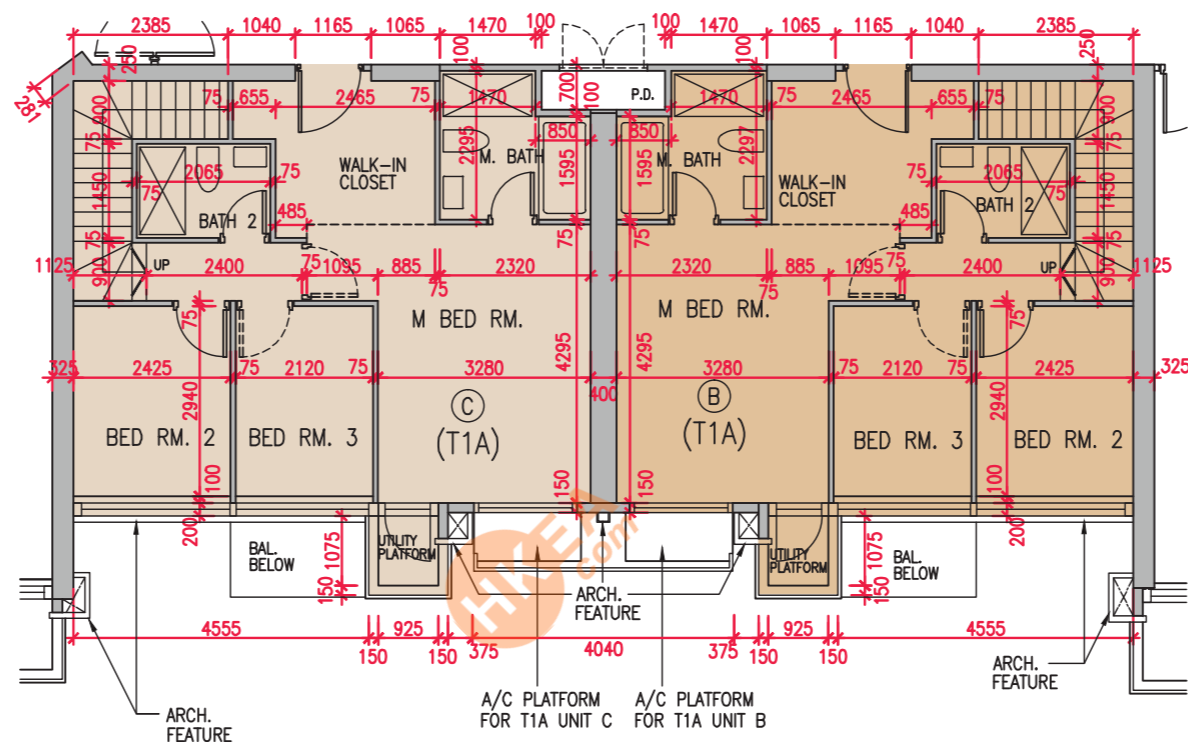 2385 1040 1165 1065 1470 100 100 1470 1065 1165 1040 2385
250 100 100 250
281
900 75 655 2465 75 1470 700 100 P.D. 1470 75 2465 655 75 900
2295 850 850 2297
M. BATH M. BATH
1595 1595
75 2065 75 75 2065 75
WALK-IN
CLOSET
WALK-IN
CLOSET
1450 75 485 485 75 1450
BATH 2 BATH 2
75 75 75 75
UP UP
1125 2400 75 1095 885 2320 2320 885 1095 75 2400 1125
900 75 75 900
75 M BED RM. M BED RM. 75
4295 4295
325 2425 75 2120 75 3280 400 3280 75 2120 75 2425 325
2940 2940
C B
(T1A) (T1A)
BED RM. 2 BED RM. 3 BED RM. 3 BED RM. 2
100 150 150 100
200 200
HKEA
.com
UTILITY
PLATFORM
UTILITY
PLATFORM
BAL.
BELOW
BAL.
BELOW
1075 1075
150 150
ARCH.
FEATURE
4555 925 4040 925 4555
150 150 375 375 150 150
ARCH.
FEATURE
A/C PLATFORM
FOR T1A UNIT C
A/C PLATFORM
FOR T1A UNIT B
ARCH.
FEATURE